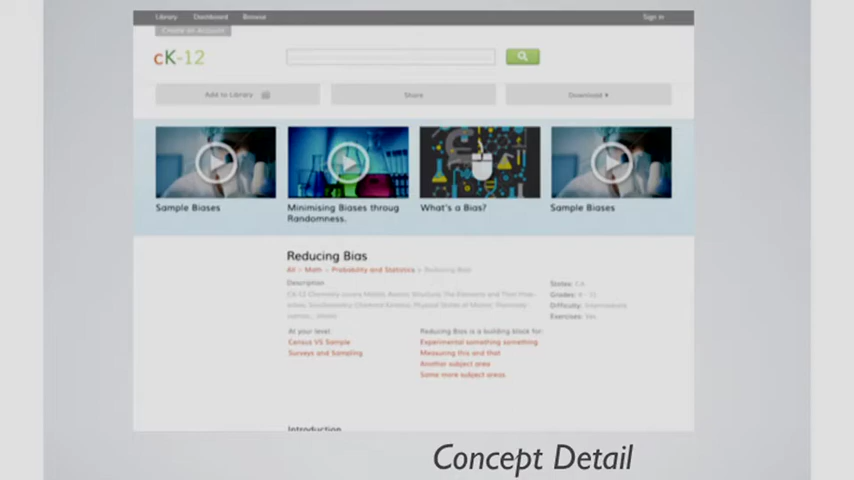 Library Dashboard Browse Sign in
Create an Account
cK-12
Add to Library Share Download
Sample Biases Minimising Biases throug What's a Bias? Sample Biases
Randomness.
Reducing Bias
All > Math > Probability and Statistics > Reducing Bias
Description States: CA
Grades: 8 - 12
Difficulty: Intermediate
Exercises: Yes
At your level: Reducing Bias is a building block for:
Census VS Sample Experimental something something
Surveys and Sampling Measuring this and that
Another subject area
Some more subject areas
Introduction
Concept Detail